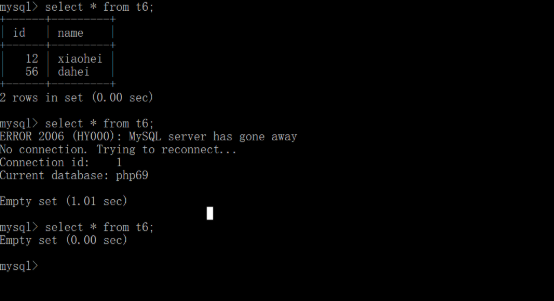 mysql> select * from t6;
+------+---------+
| id   | name    |
+------+---------+
|   12 | xiaohei |
|   56 | dahei   |
+------+---------+
2 rows in set (0.00 sec)

mysql> select * from t6;
ERROR 2006 (HY000): MySQL server has gone away
No connection. Trying to reconnect...
Connection id:    1
Current database: php69

Empty set (1.01 sec)

mysql> select * from t6;
Empty set (0.00 sec)

mysql>